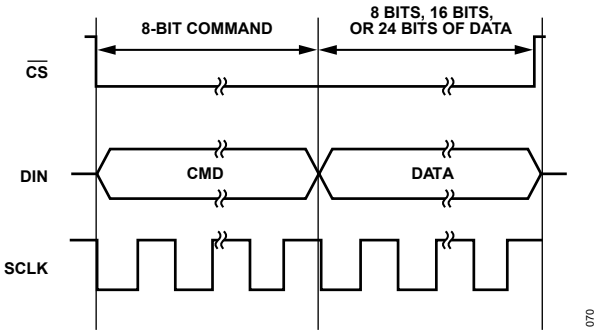 8-BIT COMMAND
8 BITS, 16 BITS,
OR 24 BITS OF DATA
CS
DIN
CMD
DATA
SCLK
070